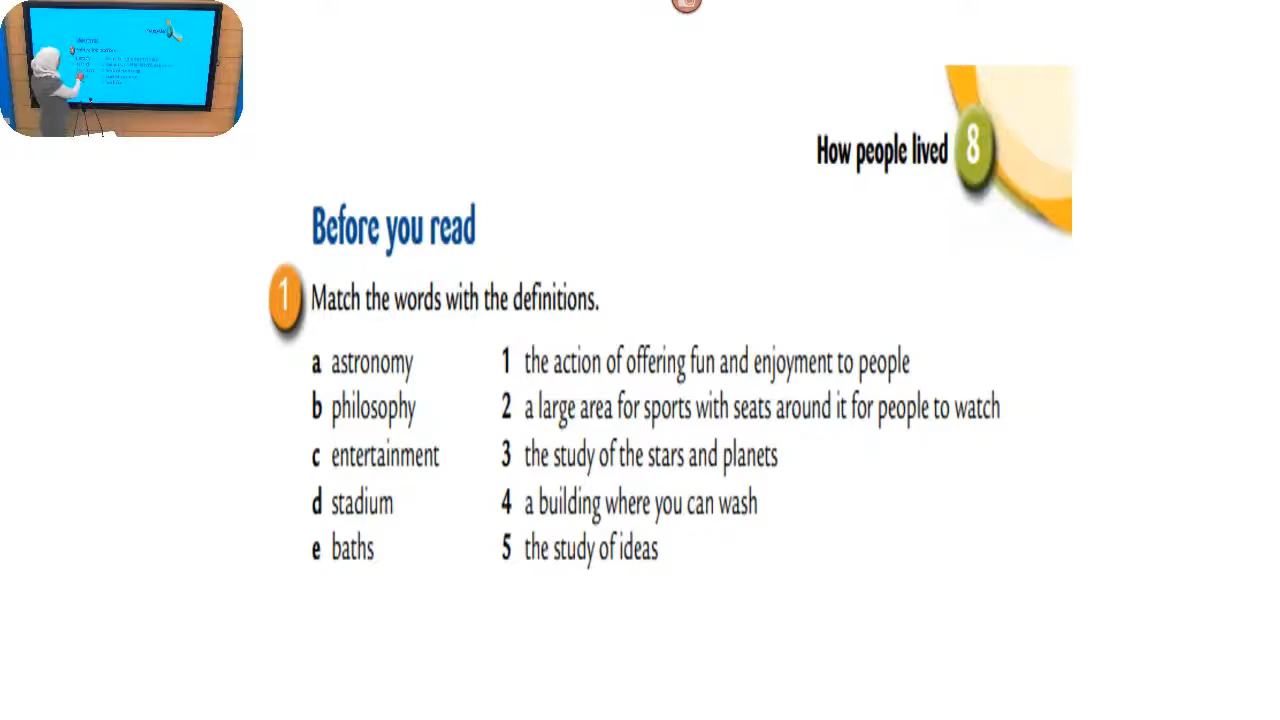 How people lived 8
Before you read
1 Match the words with the definitions.
a astronomy 1 the action of offering fun and enjoyment to people
b philosophy 2 a large area for sports with seats around it for people to watch
c entertainment 3 the study of the stars and planets
d stadium 4 a building where you can wash
e baths 5 the study of ideas